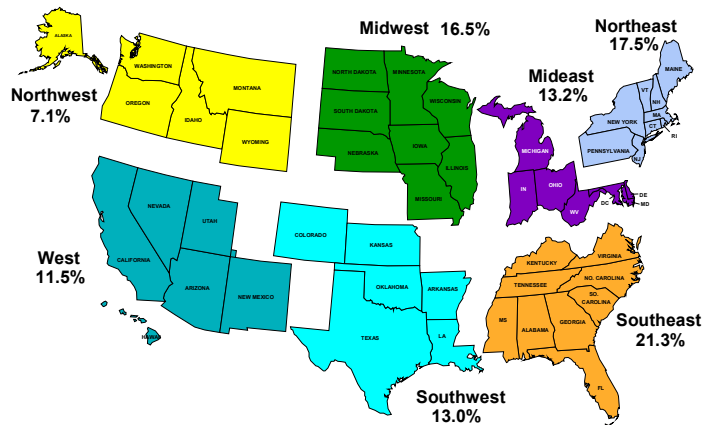 ALASKA
WASHINGTON
OREGON
IDAHO
MONTANA
WYOMING
Northwest
7.1%
Midwest 16.5%
NORTH DAKOTA
MINNESOTA
SOUTH DAKOTA
WISCONSIN
NEBRASKA
IOWA
ILLINOIS
MISSOURI
Northeast
17.5%
MAINE
VT
NH
NEW YORK
MA
CT
RI
PENNSYLVANIA
NJ
Mideast
13.2%
MICHIGAN
IN
OHIO
WV
DC
DE
MD
West
11.5%
NEVADA
UTAH
CALIFORNIA
ARIZONA
NEW MEXICO
HAWAII
COLORADO
KANSAS
OKLAHOMA
ARKANSAS
TEXAS
LA
Southwest
13.0%
KENTUCKY
VIRGINIA
TENNESSEE
NO. CAROLINA
SO.
CAROLINA
MS
ALABAMA
GEORGIA
FL
Southeast
21.3%